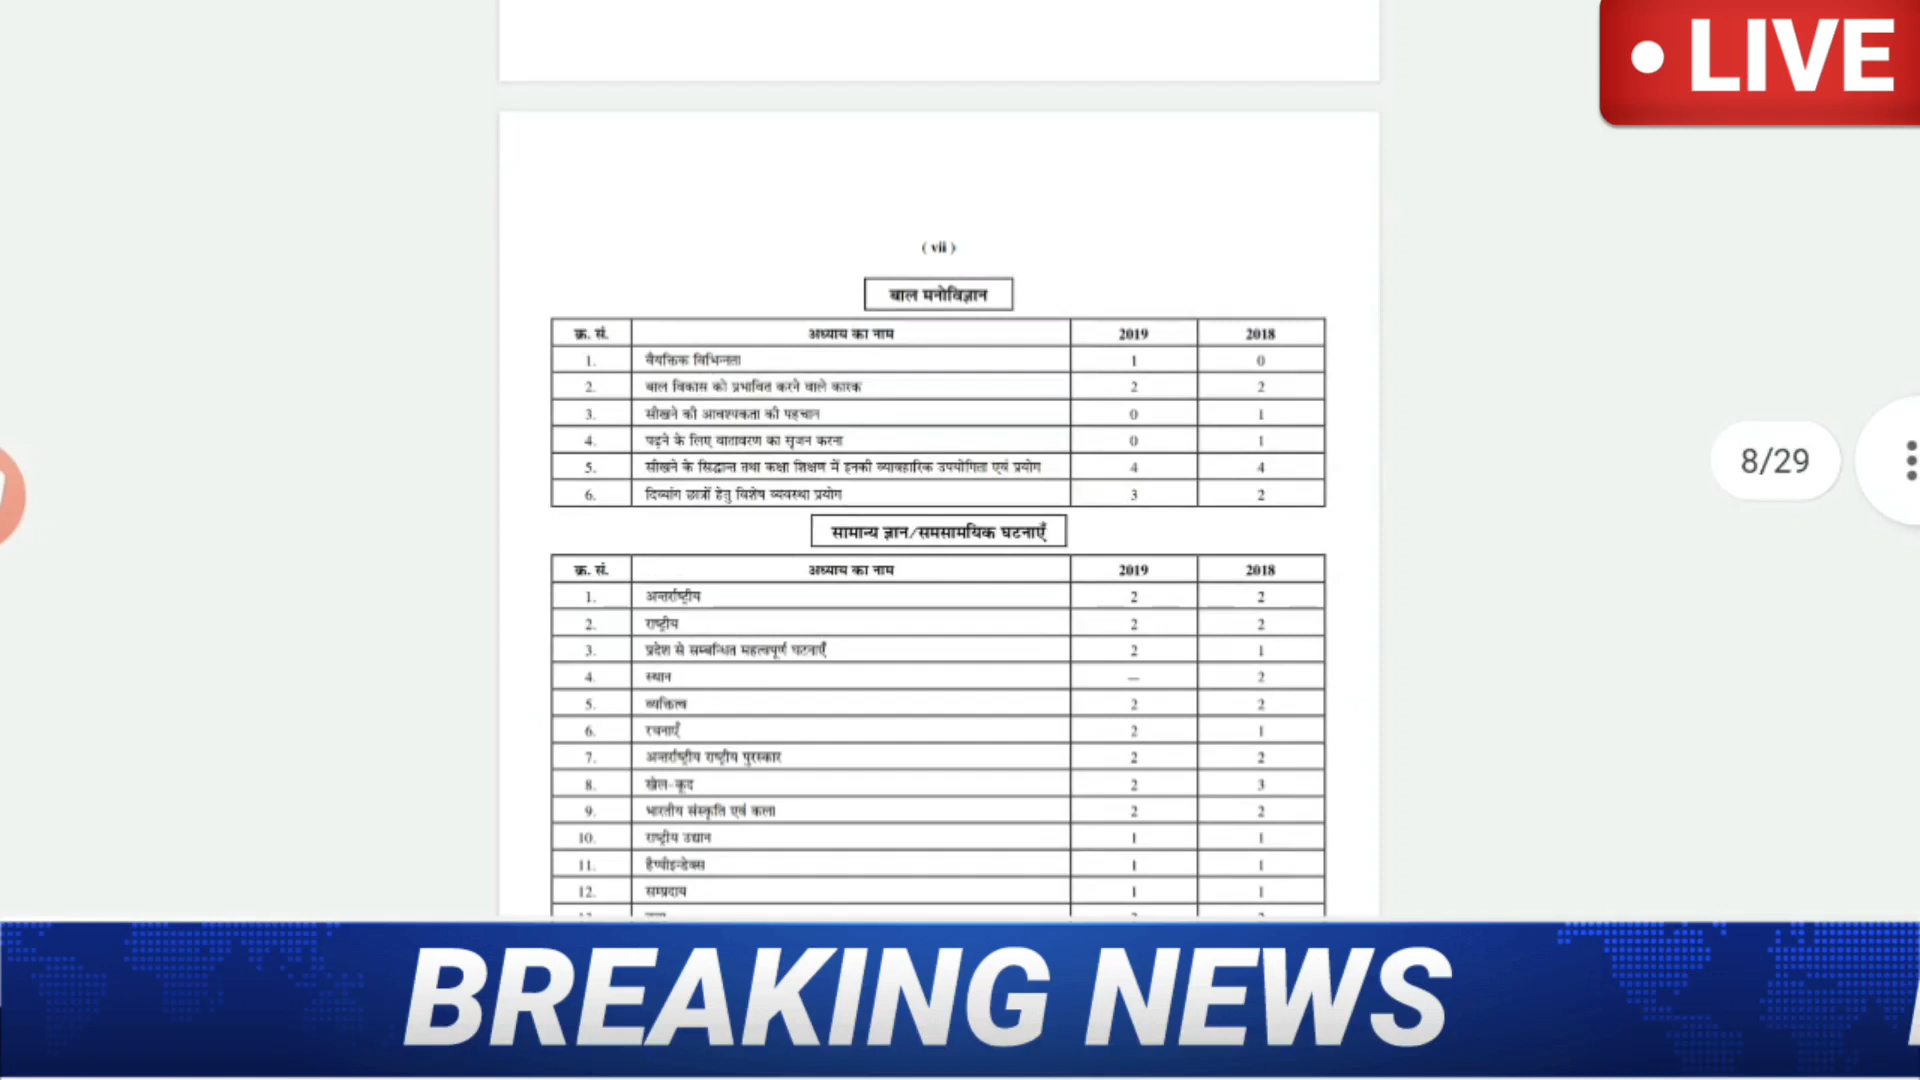 • LIVE
( vii )
बाल मनोविज्ञान
क्र. सं. अध्याय का नाम 2019 2018
1. वैयक्तिक विभिन्नता 1 0
2. बाल विकास को प्रभावित करने वाले कारक 2 2
3. सीखने की आवश्यकता की पहचान 0 1
4. पढ़ने के लिए वातावरण का सृजन करना 0 1
5. सीखने के सिद्धान्त तथा कक्षा शिक्षण में इनकी व्यावहारिक उपयोगिता एवं प्रयोग 4 4
6. दिव्यांग छात्रों हेतु विशेष व्यवस्था प्रयोग 3 2
8/29
सामान्य ज्ञान/समसामयिक घटनाएँ
क्र. सं. अध्याय का नाम 2019 2018
1. अन्तर्राष्ट्रीय 2 2
2. राष्ट्रीय 2 2
3. प्रदेश से सम्बन्धित महत्वपूर्ण घटनाएँ 2 1
4. स्थान — 2
5. व्यक्तित्व 2 2
6. रचनाएँ 2 1
7. अन्तर्राष्ट्रीय राष्ट्रीय पुरस्कार 2 2
8. खेल-कूद 2 3
9. भारतीय संस्कृति एवं कला 2 2
10. राष्ट्रीय उद्यान 1 1
11. हैप्पीइन्डेक्स 1 1
12. सम्प्रदाय 1 1
BREAKING NEWS